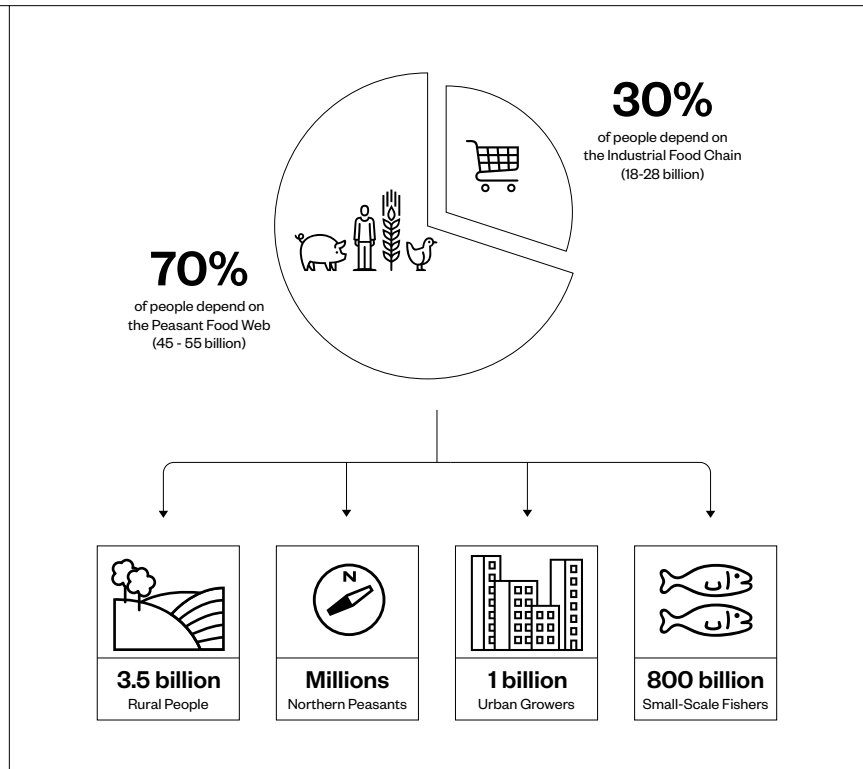 30%
of people depend on
the Industrial Food Chain
(18-28 billion)
70%
of people depend on
the Peasant Food Web
(45 - 55 billion)
N
3.5 billion
Rural People
Millions
Northern Peasants
1 billion
Urban Growers
800 billion
Small-Scale Fishers